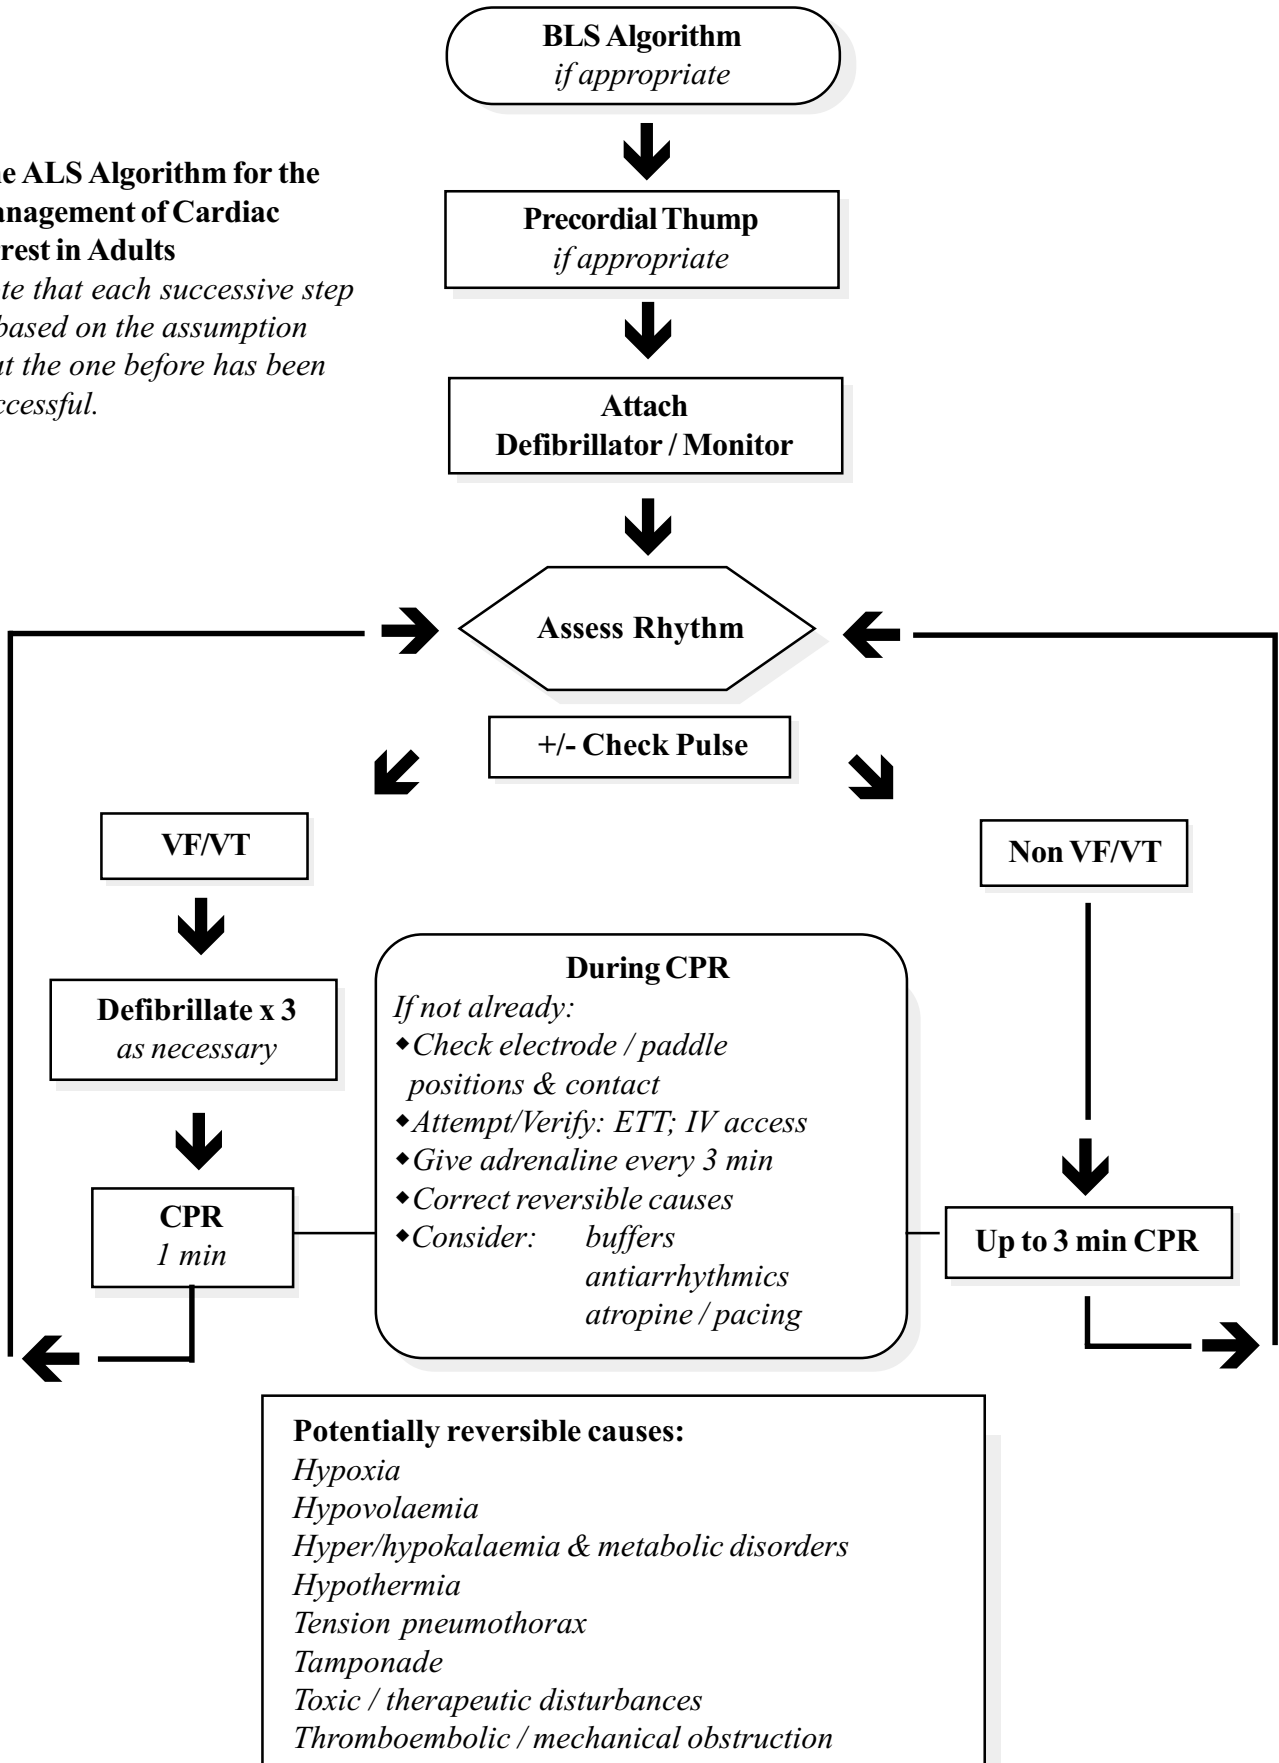 BLS Algorithm
if appropriate
ALS Algorithm for the
of Cardiac
in Adults
that each successive step
based on the assumption
the one before has been
Precordial Thump
if appropriate
Attach
Defibrillator / Monitor
Assess Rhythm
+/- Check Pulse
VF/VT
Non VF/VT
Defibrillate x 3
as necessary
CPR
1 min
During CPR
If not already:
◆Check electrode / paddle
positions & contact
◆Attempt/Verify: ETT; IV access
◆Give adrenaline every 3 min
◆Correct reversible causes
◆Consider: buffers
antiarrhythmics
atropine / pacing
Up to 3 min CPR
Potentially reversible causes:
Hypoxia
Hypovolaemia
Hyper/hypokalaemia & metabolic disorders
Hypothermia
Tension pneumothorax
Tamponade
Toxic / therapeutic disturbances
Thromboembolic / mechanical obstruction